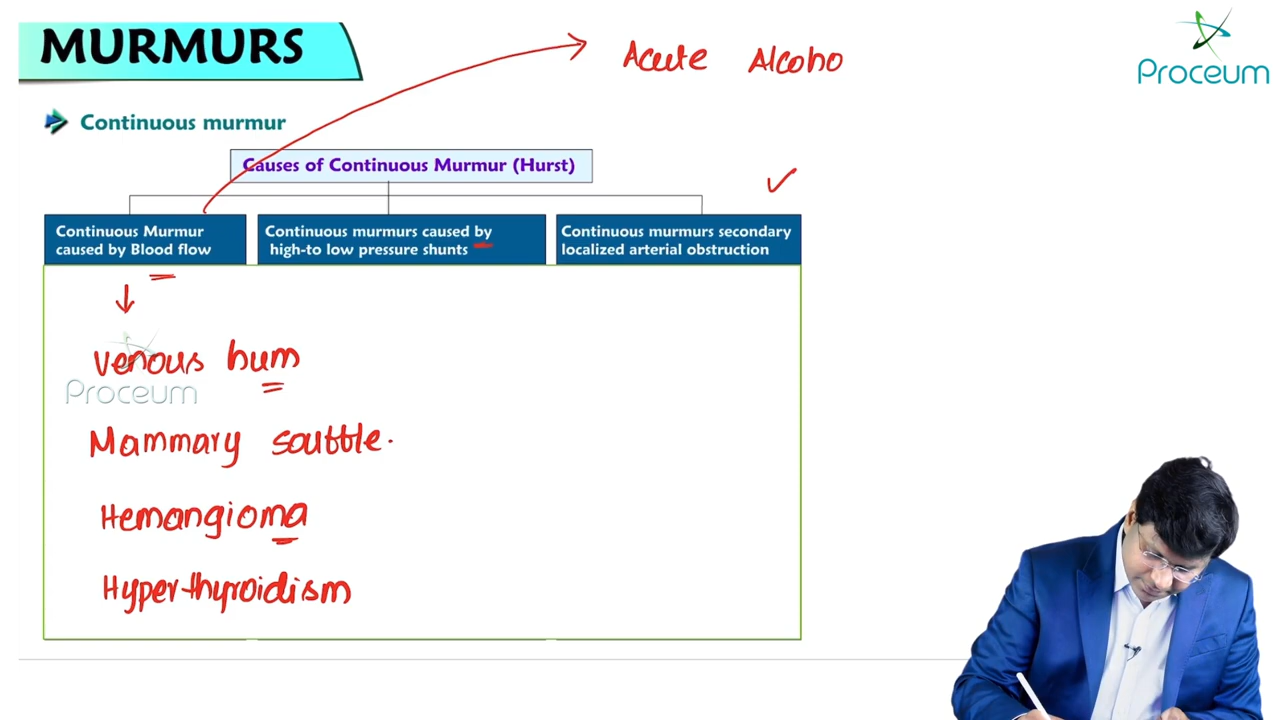 MURMURS
Acute Alcoho
Proceum
Continuous murmur
Causes of Continuous Murmur (Hurst)
Continuous Murmur
caused by Blood flow
Continuous murmurs caused by
high-to low pressure shunts
Continuous murmurs secondary
localized arterial obstruction
Venous hum
Proceum
Mammary souffle.
Hemangioma
Hyperthyroidism